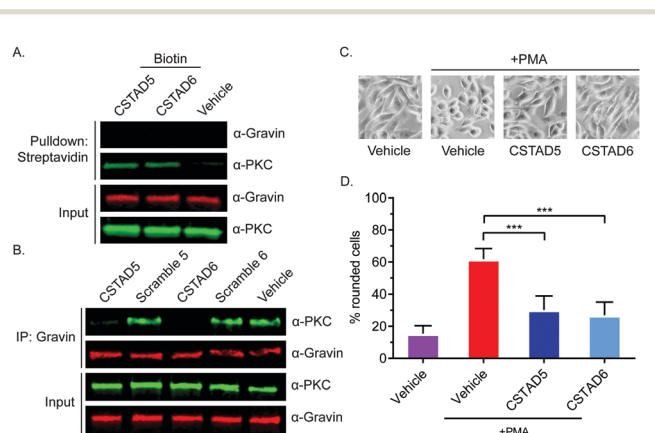 A.
Biotin
CSTAD5
CSTAD6
Vehicle
Pulldown:
Streptavidin
α-Gravin
α-PKC
Input
α-Gravin
α-PKC
B.
CSTAD5
Scramble 5
CSTAD6
Scramble 6
Vehicle
IP: Gravin
α-PKC
α-Gravin
Input
α-PKC
α-Gravin
C.
+PMA
Vehicle
Vehicle
CSTAD5
CSTAD6
D.
% rounded cells
100
80
60
40
20
0
***
***
Vehicle
Vehicle
CSTAD5
CSTAD6
+PMA